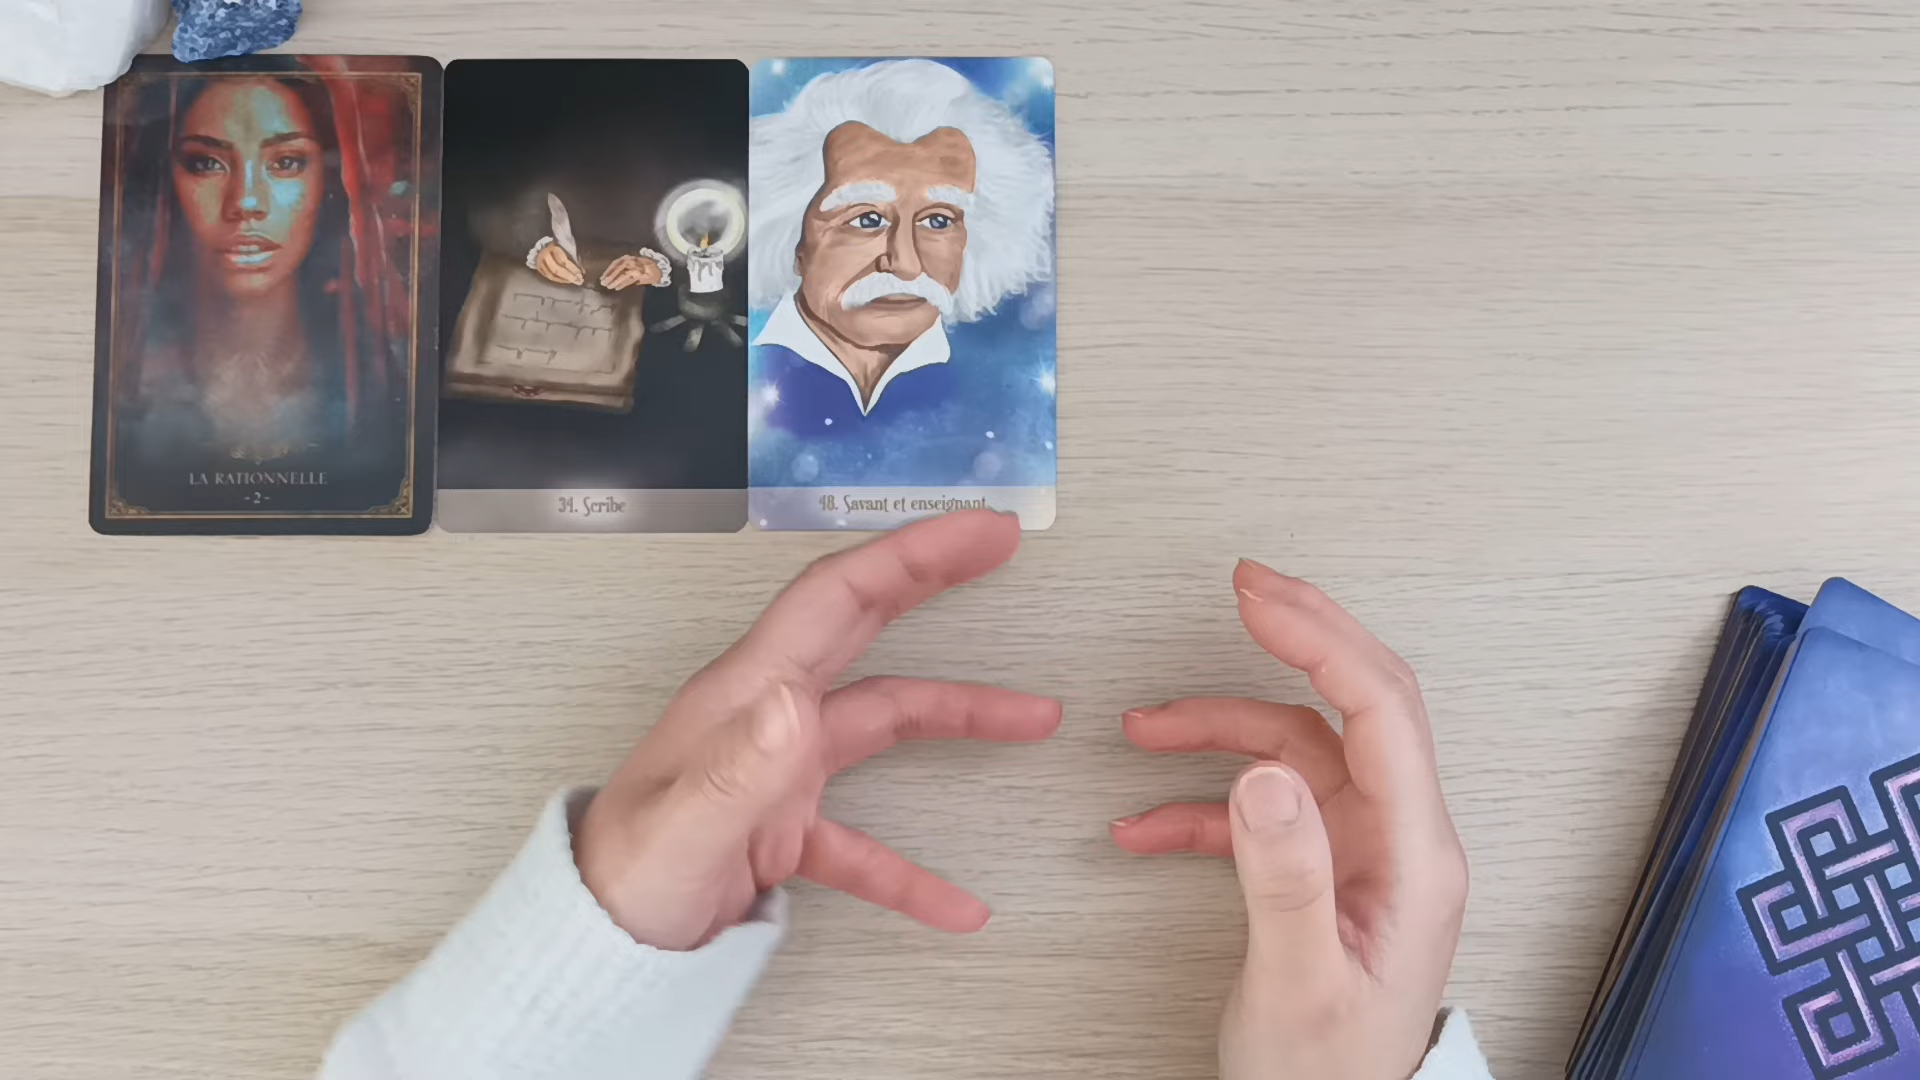 LA RATIONNELLE
- 2 -
34. Scribe
48. Savant et enseignant